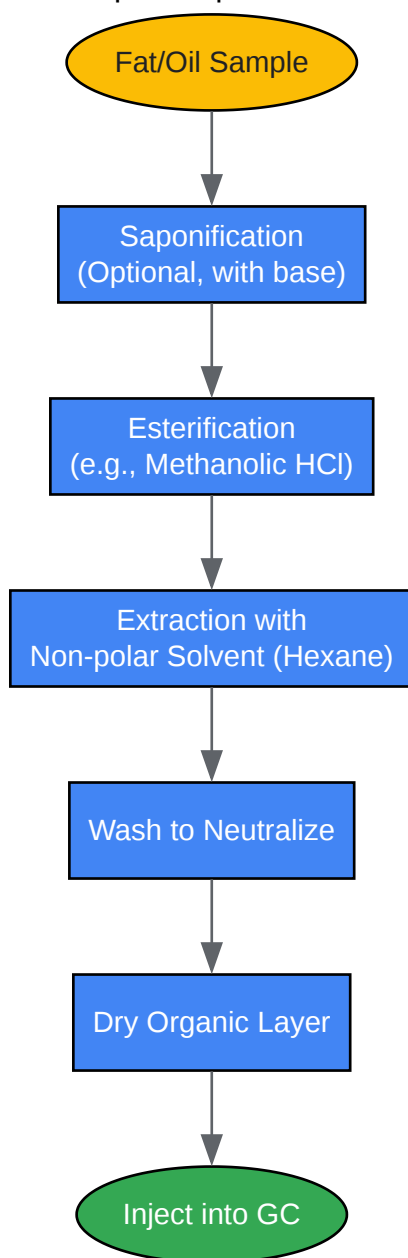 Fat/Oil Sample
Saponification
(Optional, with base)
Esterification
(e.g., Methanolic HCl)
Extraction with
Non-polar Solvent (Hexane)
Wash to Neutralize
Dry Organic Layer
Inject into GC